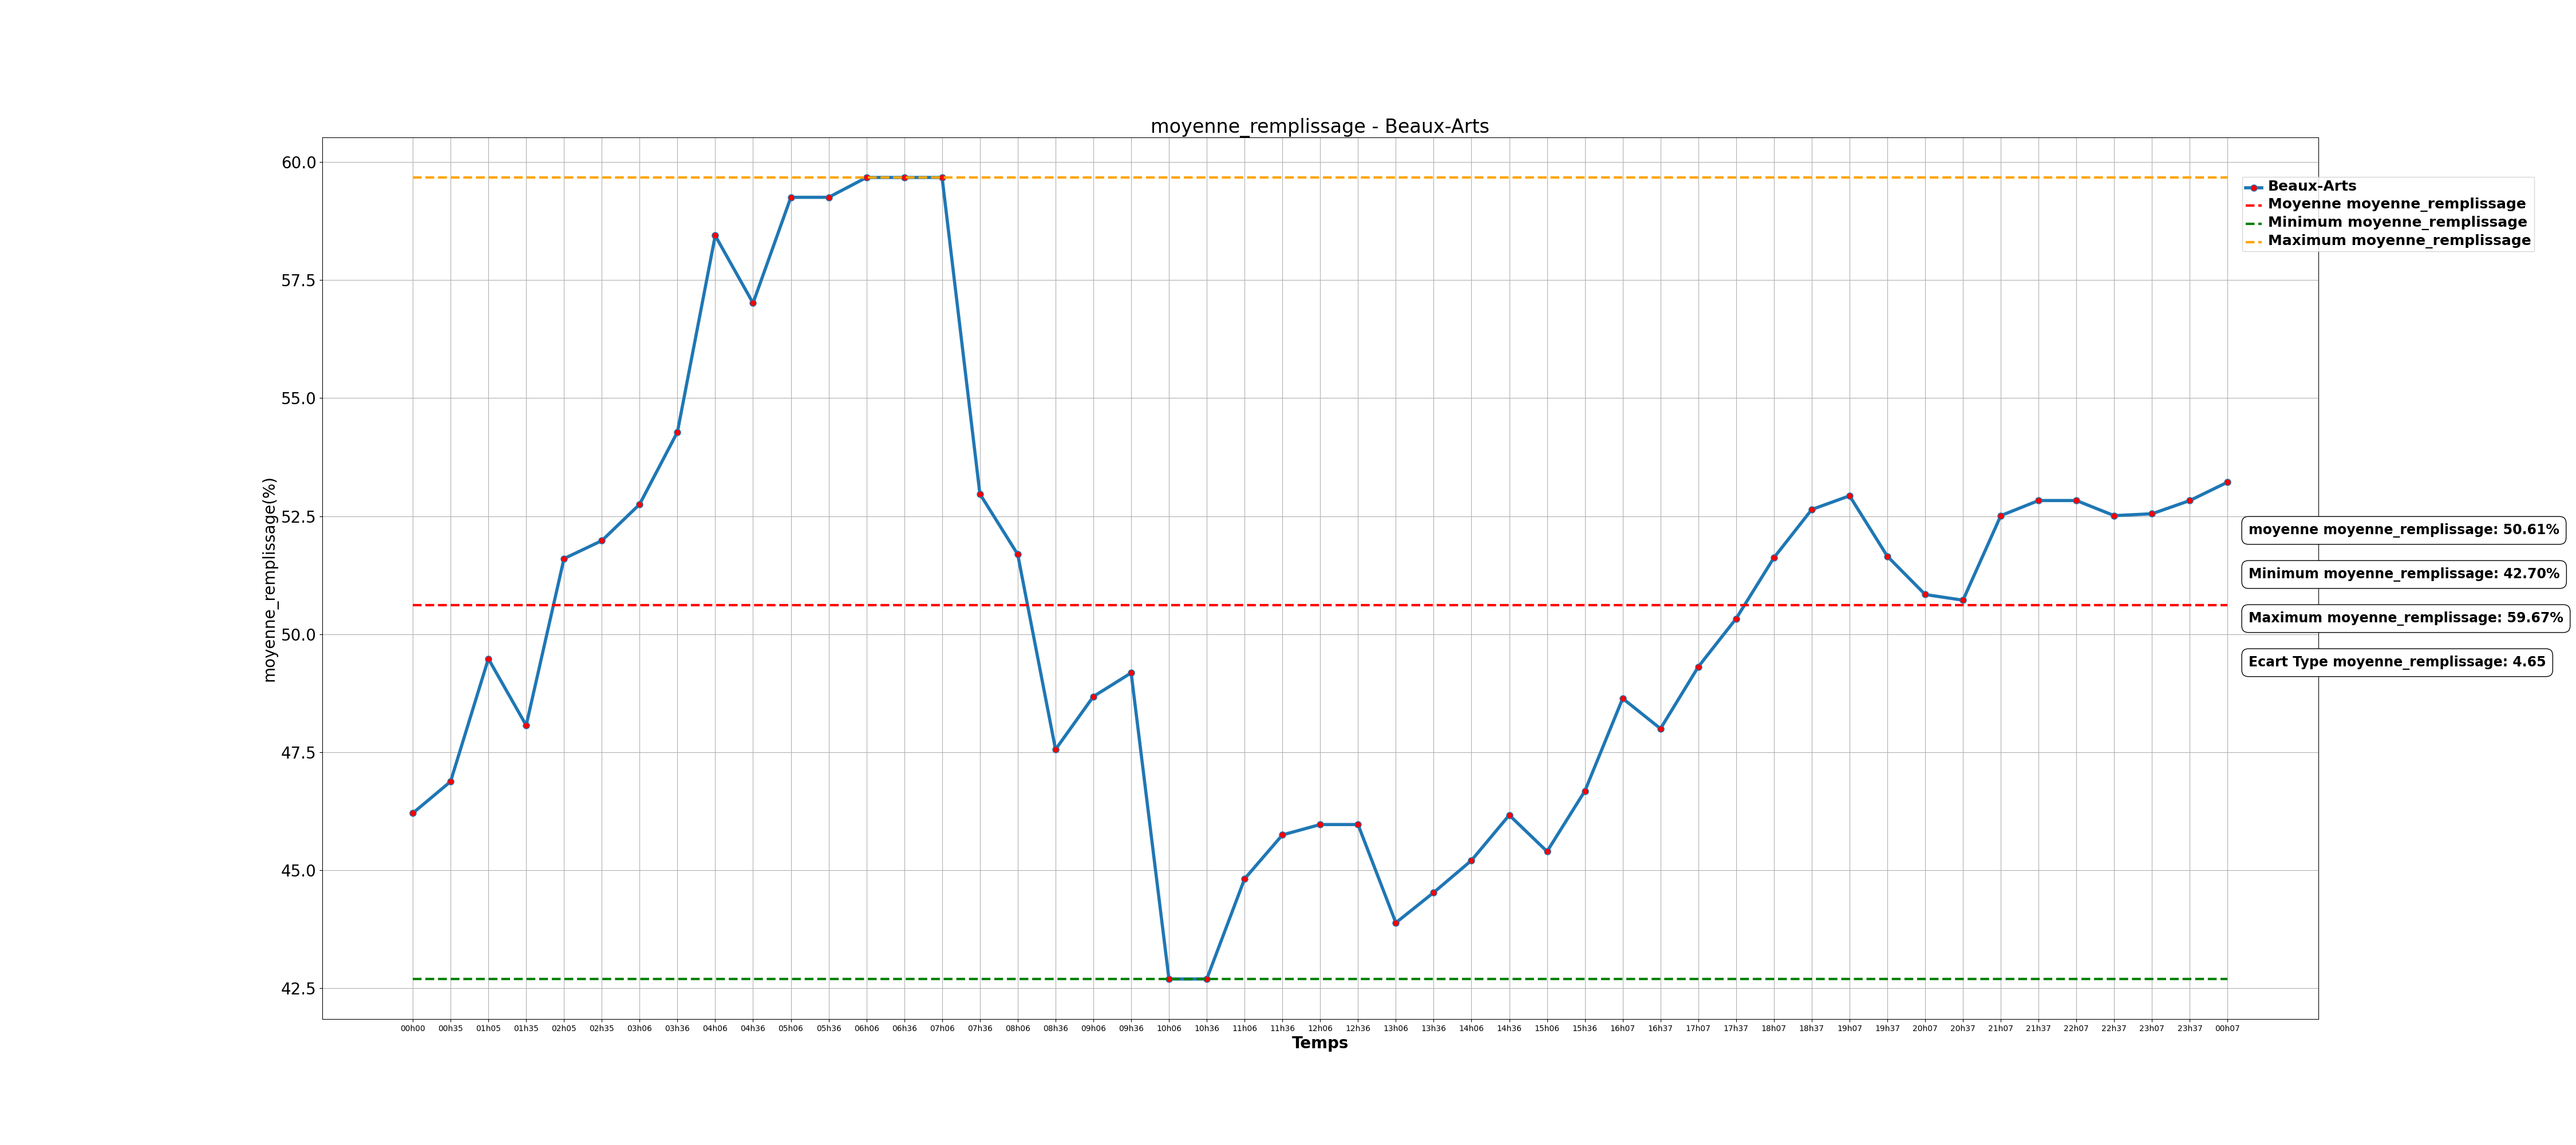 moyenne_remplissage - Beaux-Arts
60.0
57.5
55.0
52.5
50.0
47.5
45.0
42.5
moyenne_remplissage(%)
Beaux-Arts
Moyenne moyenne_remplissage
Minimum moyenne_remplissage
Maximum moyenne_remplissage
moyenne moyenne_remplissage: 50.61%
Minimum moyenne_remplissage: 42.70%
Maximum moyenne_remplissage: 59.67%
Ecart Type moyenne_remplissage: 4.65
00h00 00h35 01h05 01h35 02h05 02h35 03h06 03h36 04h06 04h36 05h06 05h36 06h06 06h36 07h06 07h36 08h06 08h36 09h06 09h36 10h06 10h36 11h06 11h36 12h06 12h36 13h06 13h36 14h06 14h36 15h06 15h36 16h07 16h37 17h07 17h37 18h07 18h37 19h07 19h37 20h07 20h37 21h07 21h37 22h07 22h37 23h07 23h37 00h07
Temps